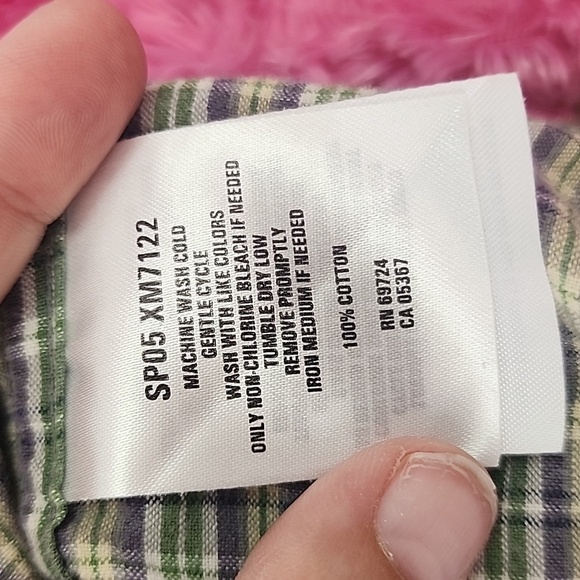 SP05 XM7122
MACHINE WASH COLD
GENTLE CYCLE
WASH WITH LIKE COLORS
ONLY NON-CHLORINE BLEACH IF NEEDED
TUMBLE DRY LOW
REMOVE PROMPTLY
IRON MEDIUM IF NEEDED
100% COTTON
RN 69724
CA 05367